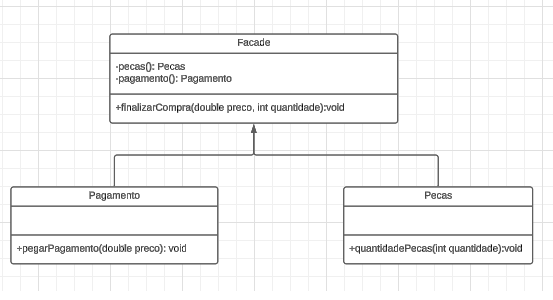 Facade
-pecas(): Pecas
-pagamento(): Pagamento
+finalizarCompra(double preco, int quantidade):void
Pagamento
+pegarPagamento(double preco): void
Pecas
+quantidadePecas(int quantidade):void